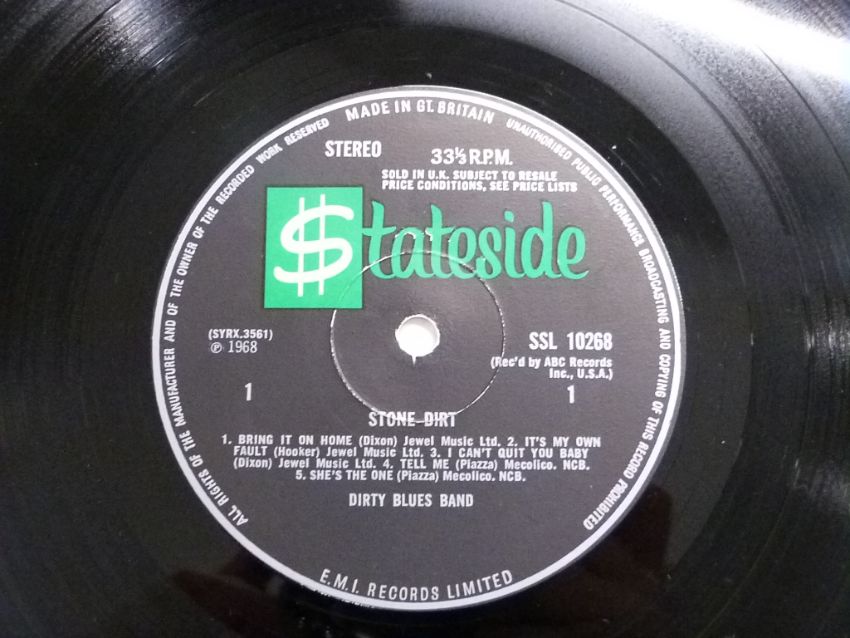 MADE IN GT. BRITAIN
UNAUTHORISED PUBLIC PERFORMANCE BROADCASTING AND COPYING OF THIS RECORD PROHIBITED
ALL RIGHTS OF THE MANUFACTURER AND OF THE OWNER OF THE RECORDED WORK RESERVED
STEREO
33⅓ R.P.M.
SOLD IN U.K. SUBJECT TO RESALE
PRICE CONDITIONS, SEE PRICE LISTS
$tateside
(SYRX.3561)
℗ 1968
SSL 10268
(Rec'd by ABC Records
Inc., U.S.A.)
1
1
STONE DIRT
1. BRING IT ON HOME (Dixon) Jewel Music Ltd. 2. IT'S MY OWN
FAULT (Hooker) Jewel Music Ltd. 3. I CAN'T QUIT YOU BABY
(Dixon) Jewel Music Ltd. 4. TELL ME (Piazza) Mecolico. NCB.
5. SHE'S THE ONE (Piazza) Mecolico. NCB.
DIRTY BLUES BAND
E.M.I. RECORDS LIMITED